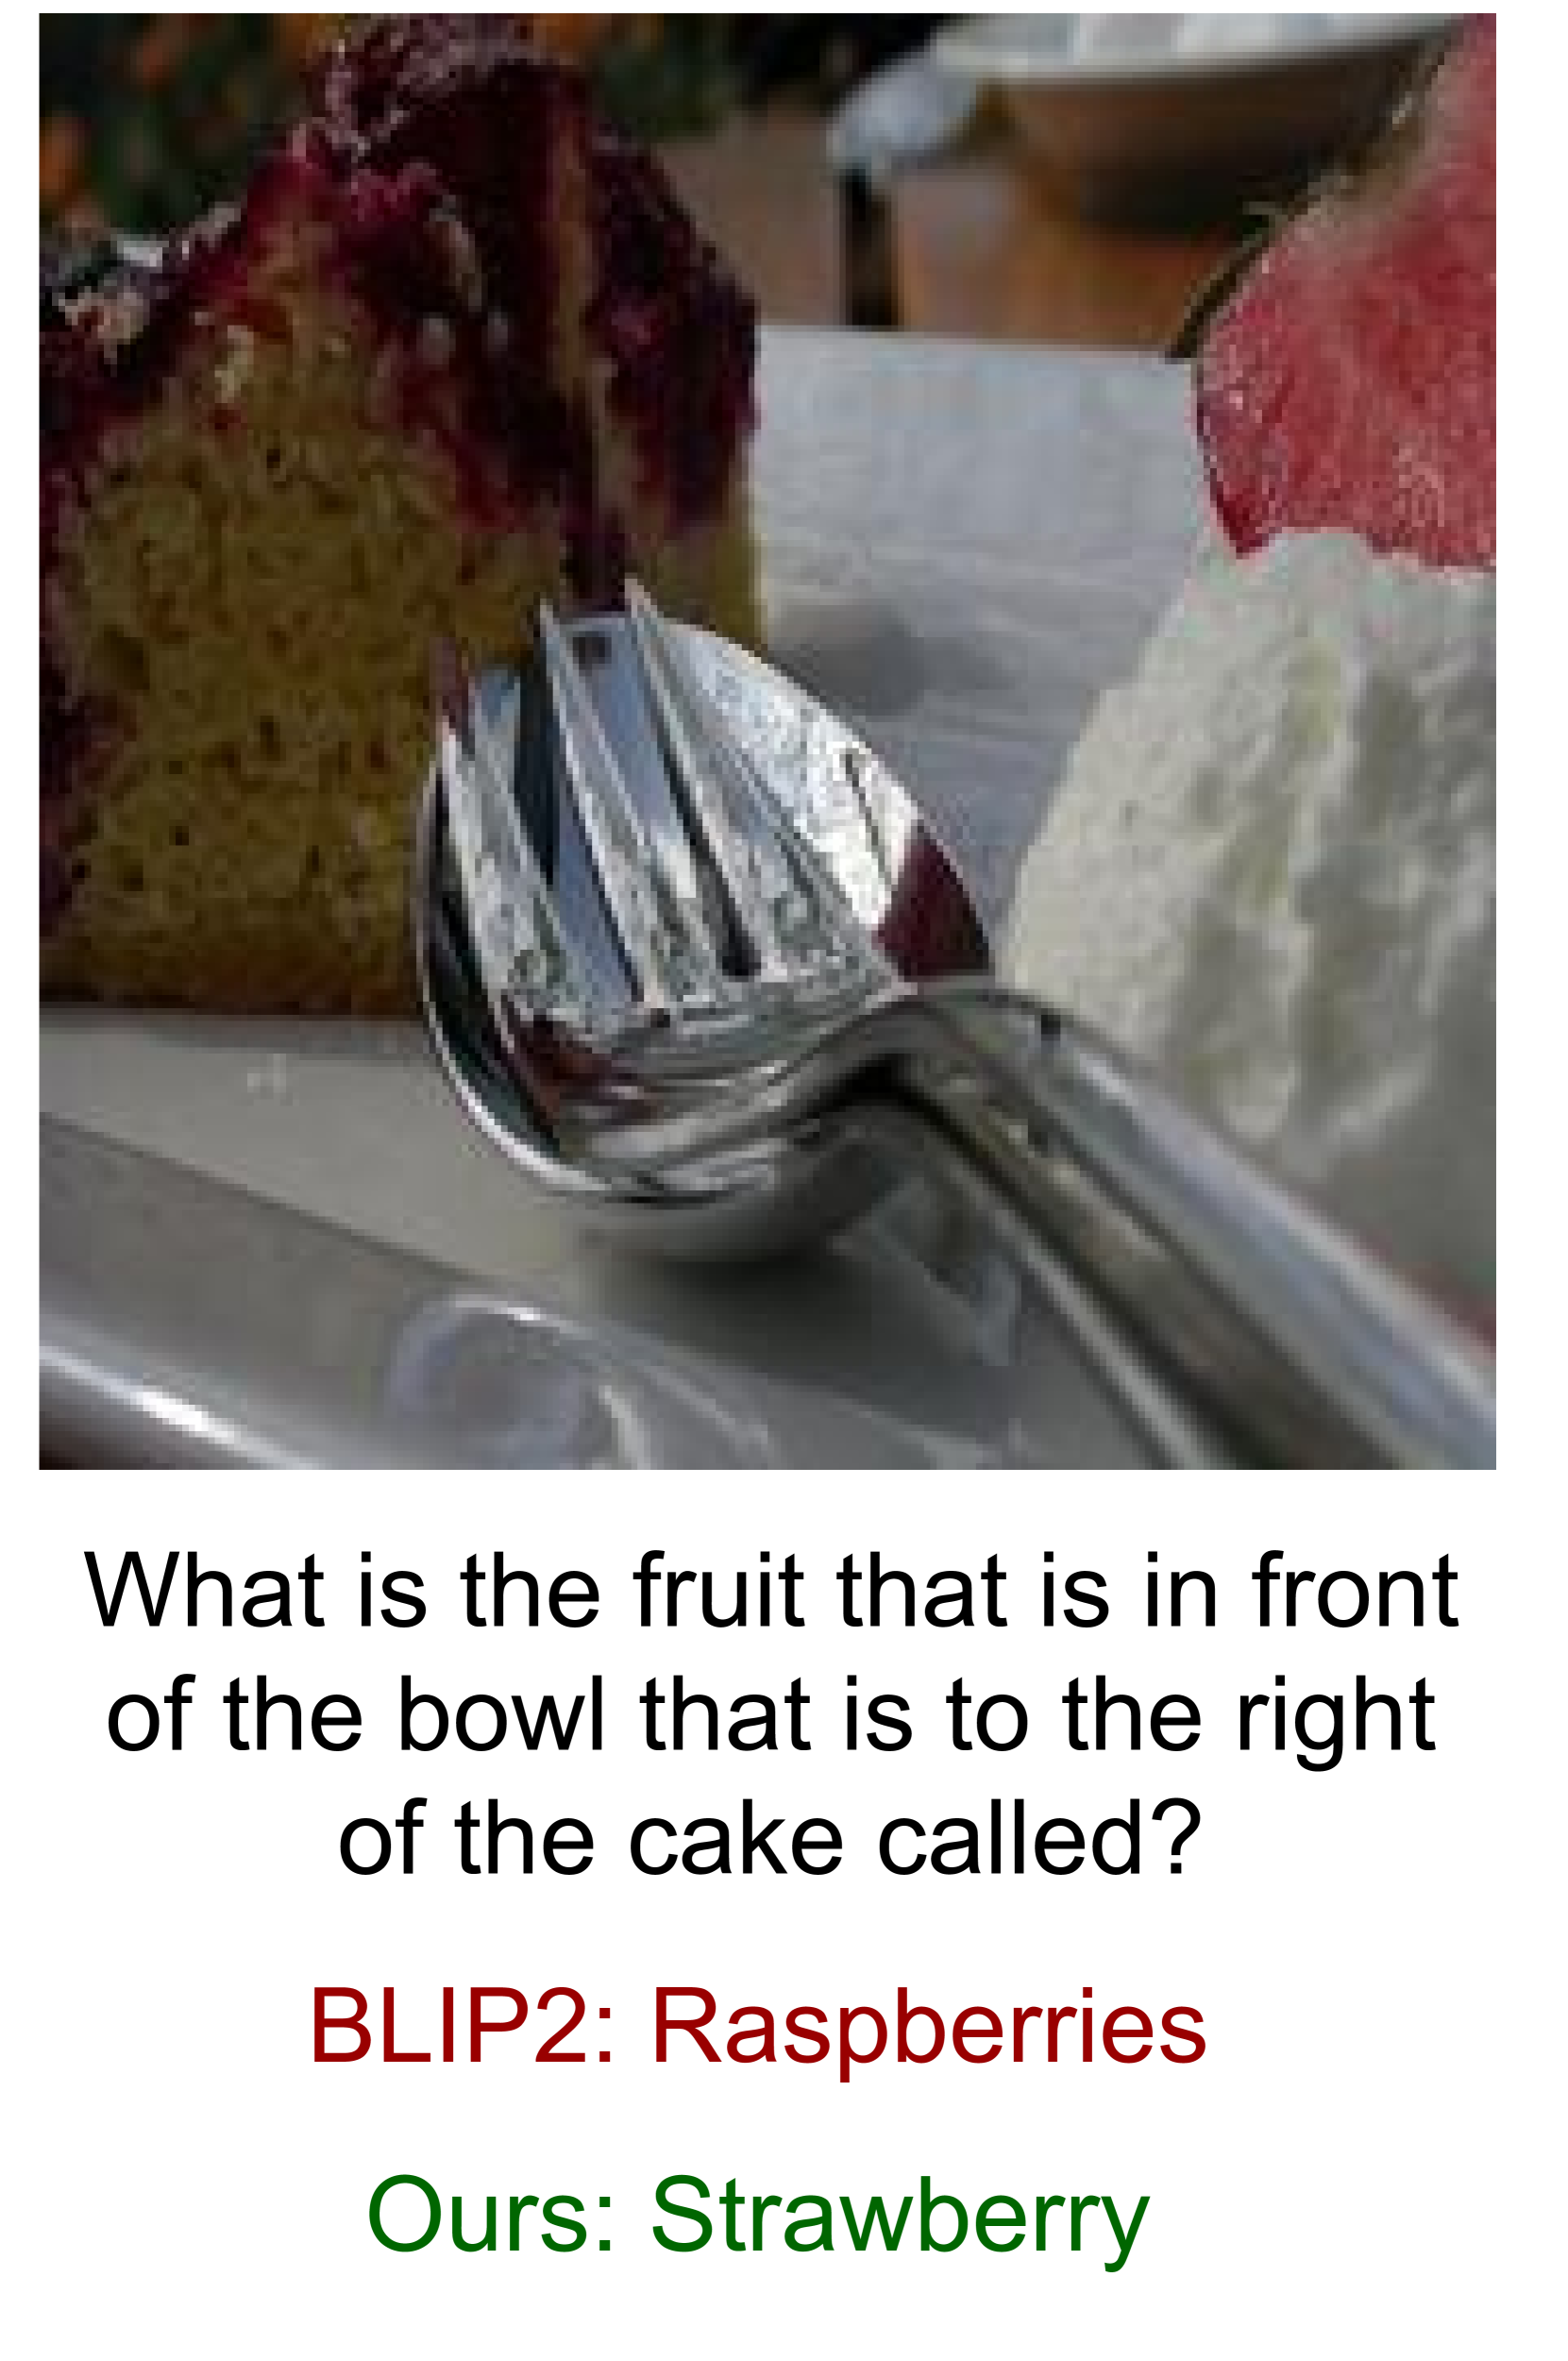 What is the fruit that is in front
of the bowl that is to the right
of the cake called?
BLIP2: Raspberries
Ours: Strawberry